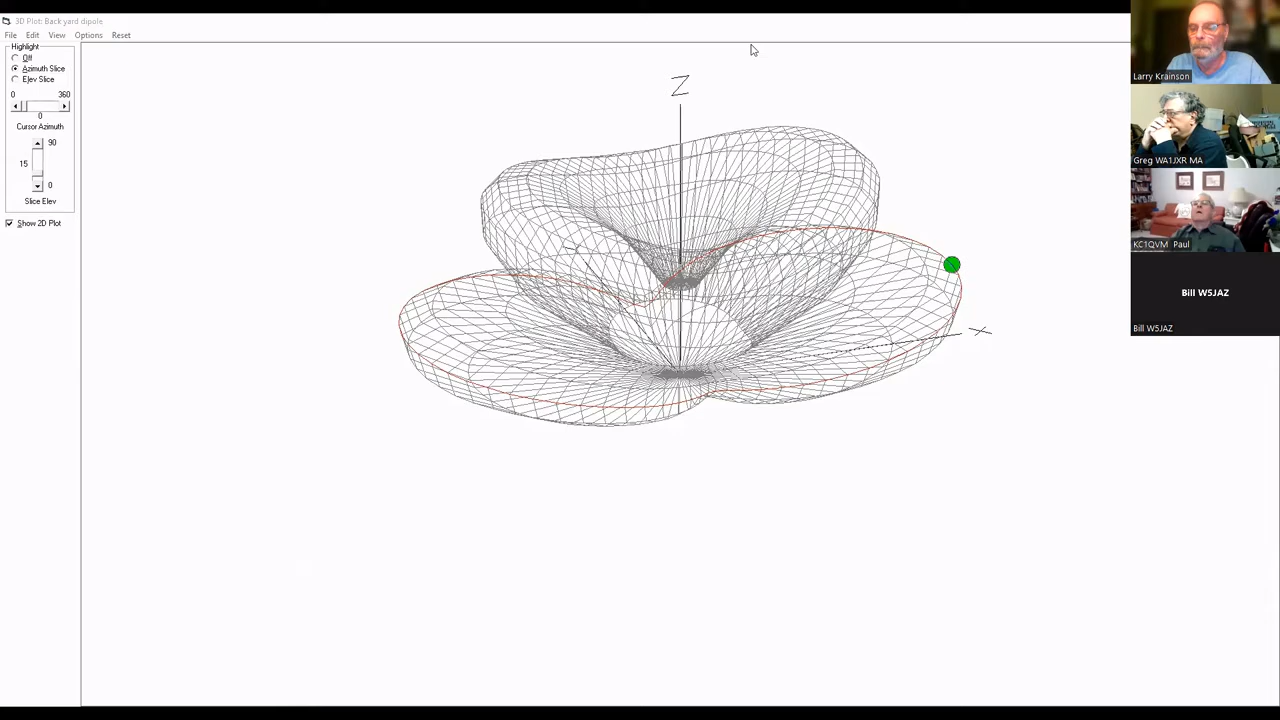 3D Plot: Back yard dipole
File Edit View Options Reset
Highlight
Off
Azimuth Slice
Elev Slice
0 360
0
Cursor Azimuth
90
15
0
Slice Elev
Show 2D Plot
Z
X
Larry Krainson
Greg WA1JXR MA
KC1QVM Paul
Bill W5JAZ
Bill W5JAZ